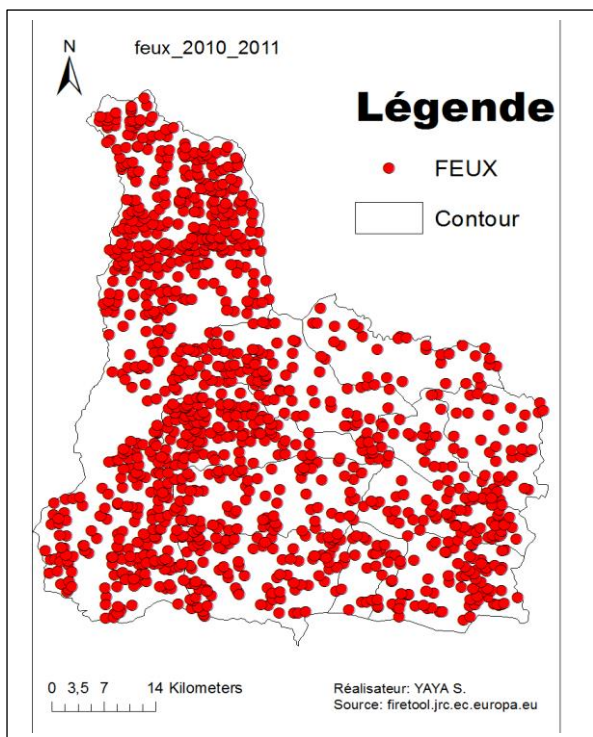 N
feux_2010_2011
Légende
FEUX
Contour
0 3,5 7 14 Kilometers
Réalisateur: YAYA S.
Source: firetool.jrc.ec.europa.eu